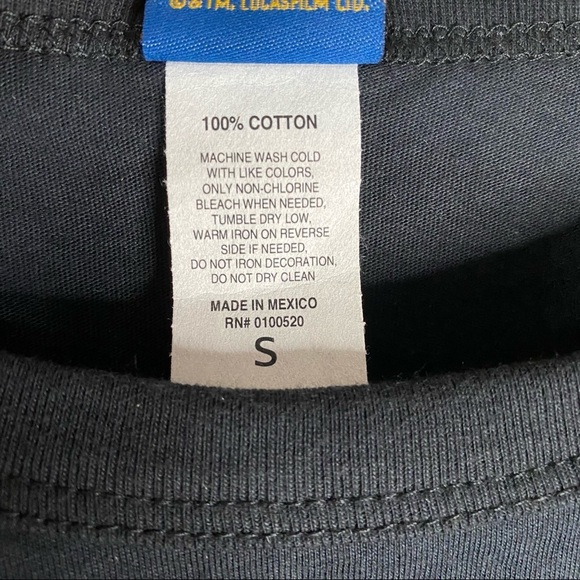 ©&TM. LUCASFILM LTD.
100% COTTON
MACHINE WASH COLD
WITH LIKE COLORS,
ONLY NON-CHLORINE
BLEACH WHEN NEEDED,
TUMBLE DRY LOW,
WARM IRON ON REVERSE
SIDE IF NEEDED,
DO NOT IRON DECORATION,
DO NOT DRY CLEAN
MADE IN MEXICO
RN# 0100520
S